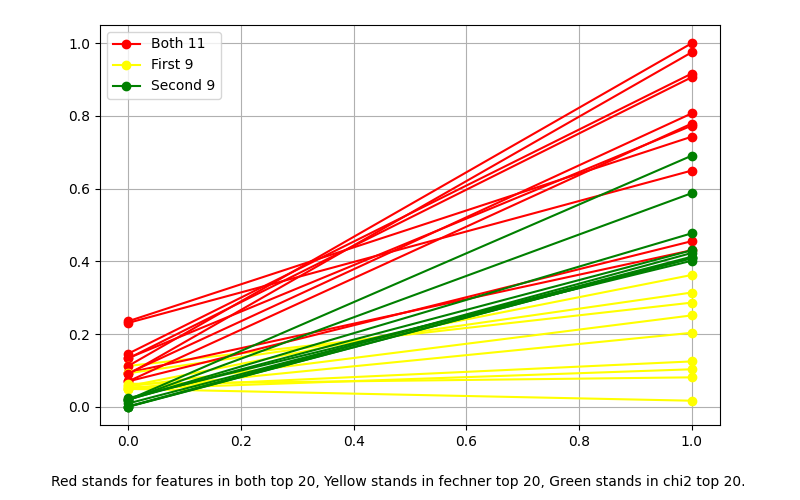 1.0
0.8
0.6
0.4
0.2
0.0
Both 11
First 9
Second 9
0.0 0.2 0.4 0.6 0.8 1.0
Red stands for features in both top 20, Yellow stands in fechner top 20, Green stands in chi2 top 20.